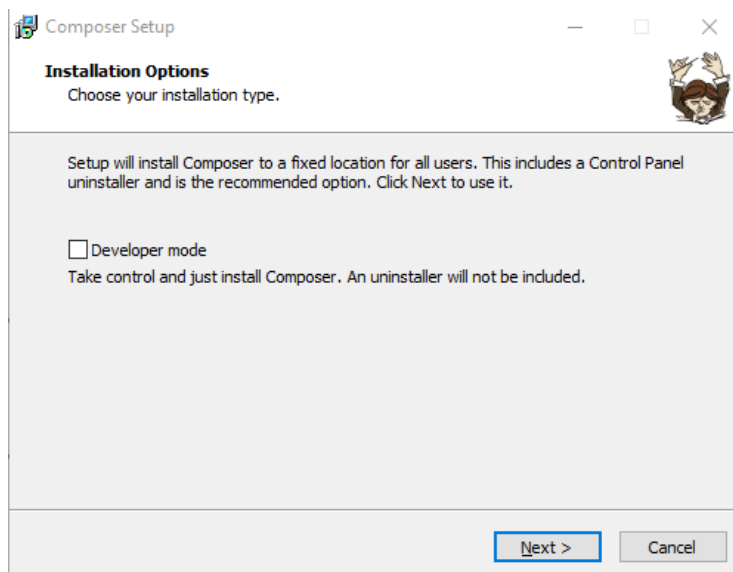 Composer Setup
Installation Options
Choose your installation type.
Setup will install Composer to a fixed location for all users. This includes a Control Panel
uninstaller and is the recommended option. Click Next to use it.
Developer mode
Take control and just install Composer. An uninstaller will not be included.
Next >
Cancel